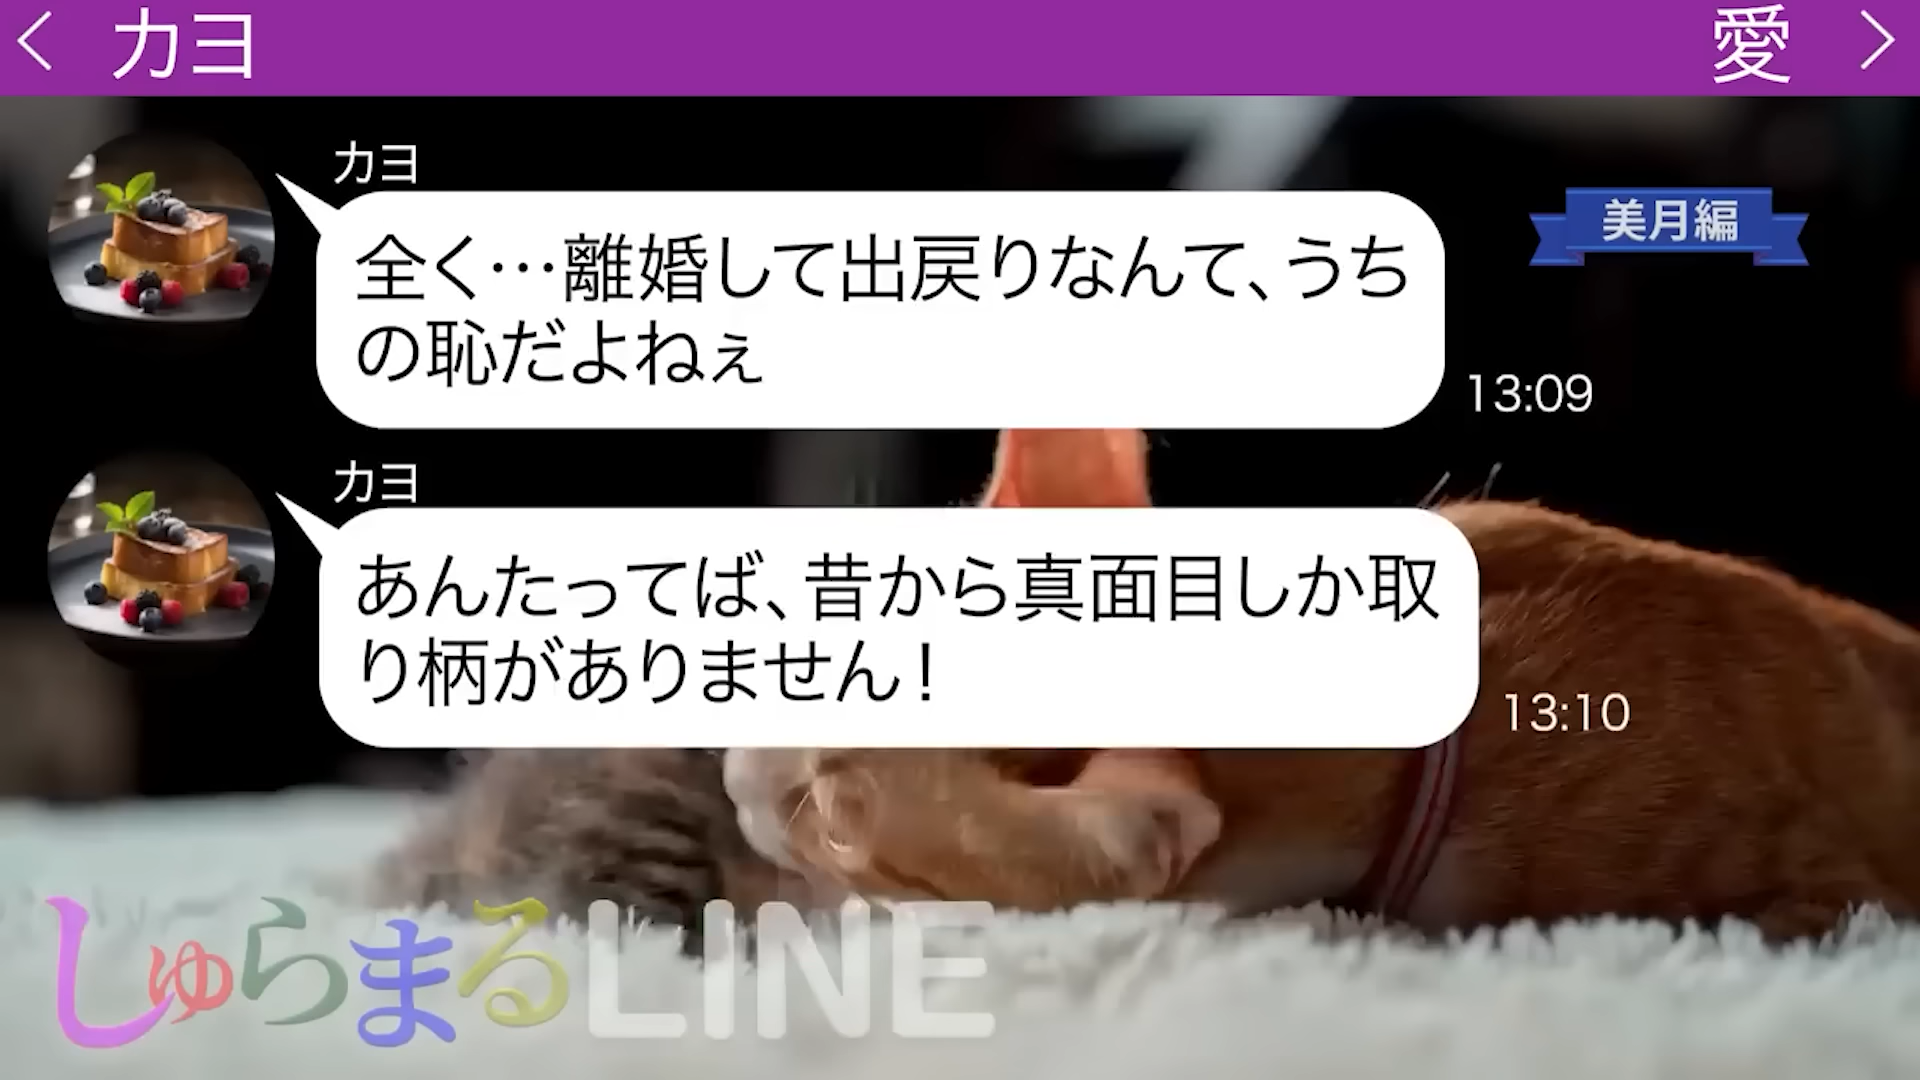 カヨ
愛
カヨ
全く…離婚して出戻りなんて、うち
の恥だよねぇ
13:09
美月編
カヨ
あんたってば、昔から真面目しか取
り柄がありません！
13:10
しゅらまるLINE